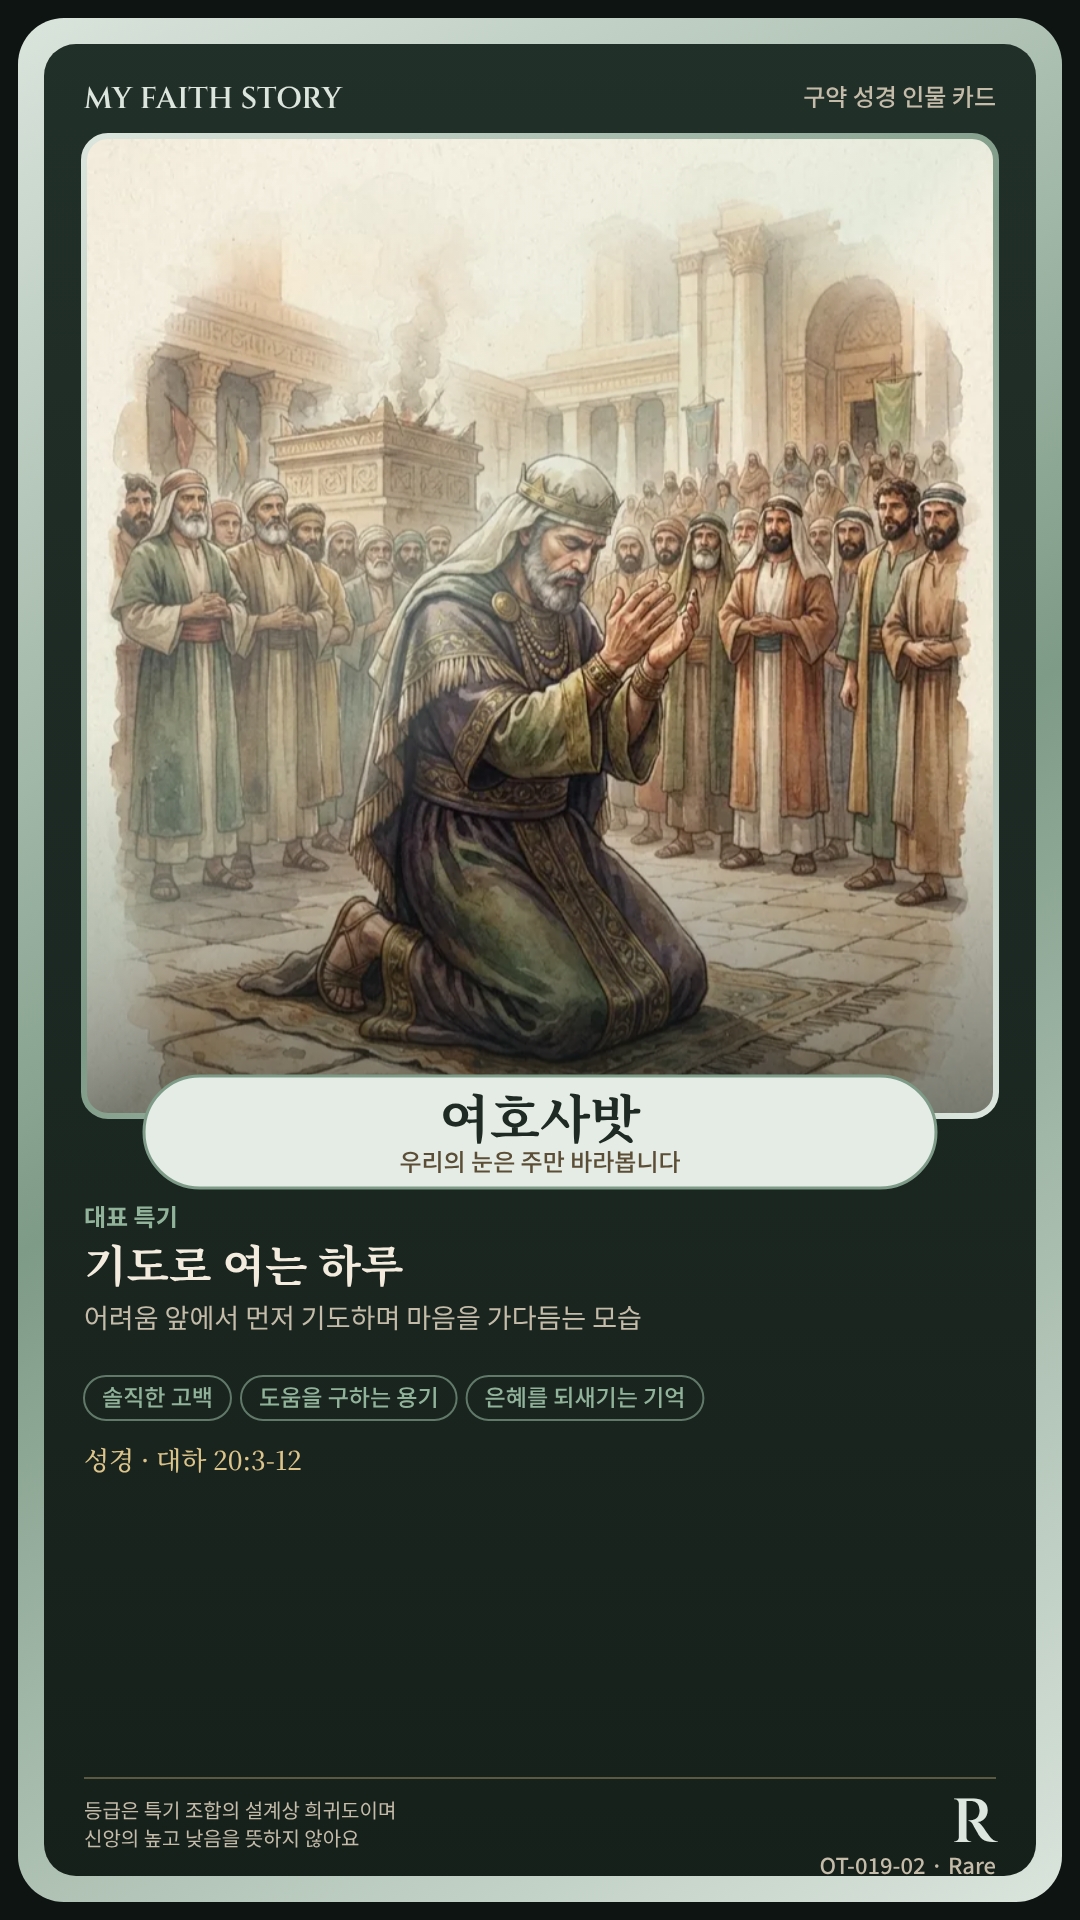 MY FAITH STORY
구약 성경 인물 카드
여호사밧
우리의 눈은 주만 바라봅니다
대표 특기
기도로 여는 하루
어려움 앞에서 먼저 기도하며 마음을 가다듬는 모습
솔직한 고백
도움을 구하는 용기
은혜를 되새기는 기억
성경 · 대하 20:3-12
등급은 특기 조합의 설계상 희귀도이며
신앙의 높고 낮음을 뜻하지 않아요
R
OT-019-02 · Rare